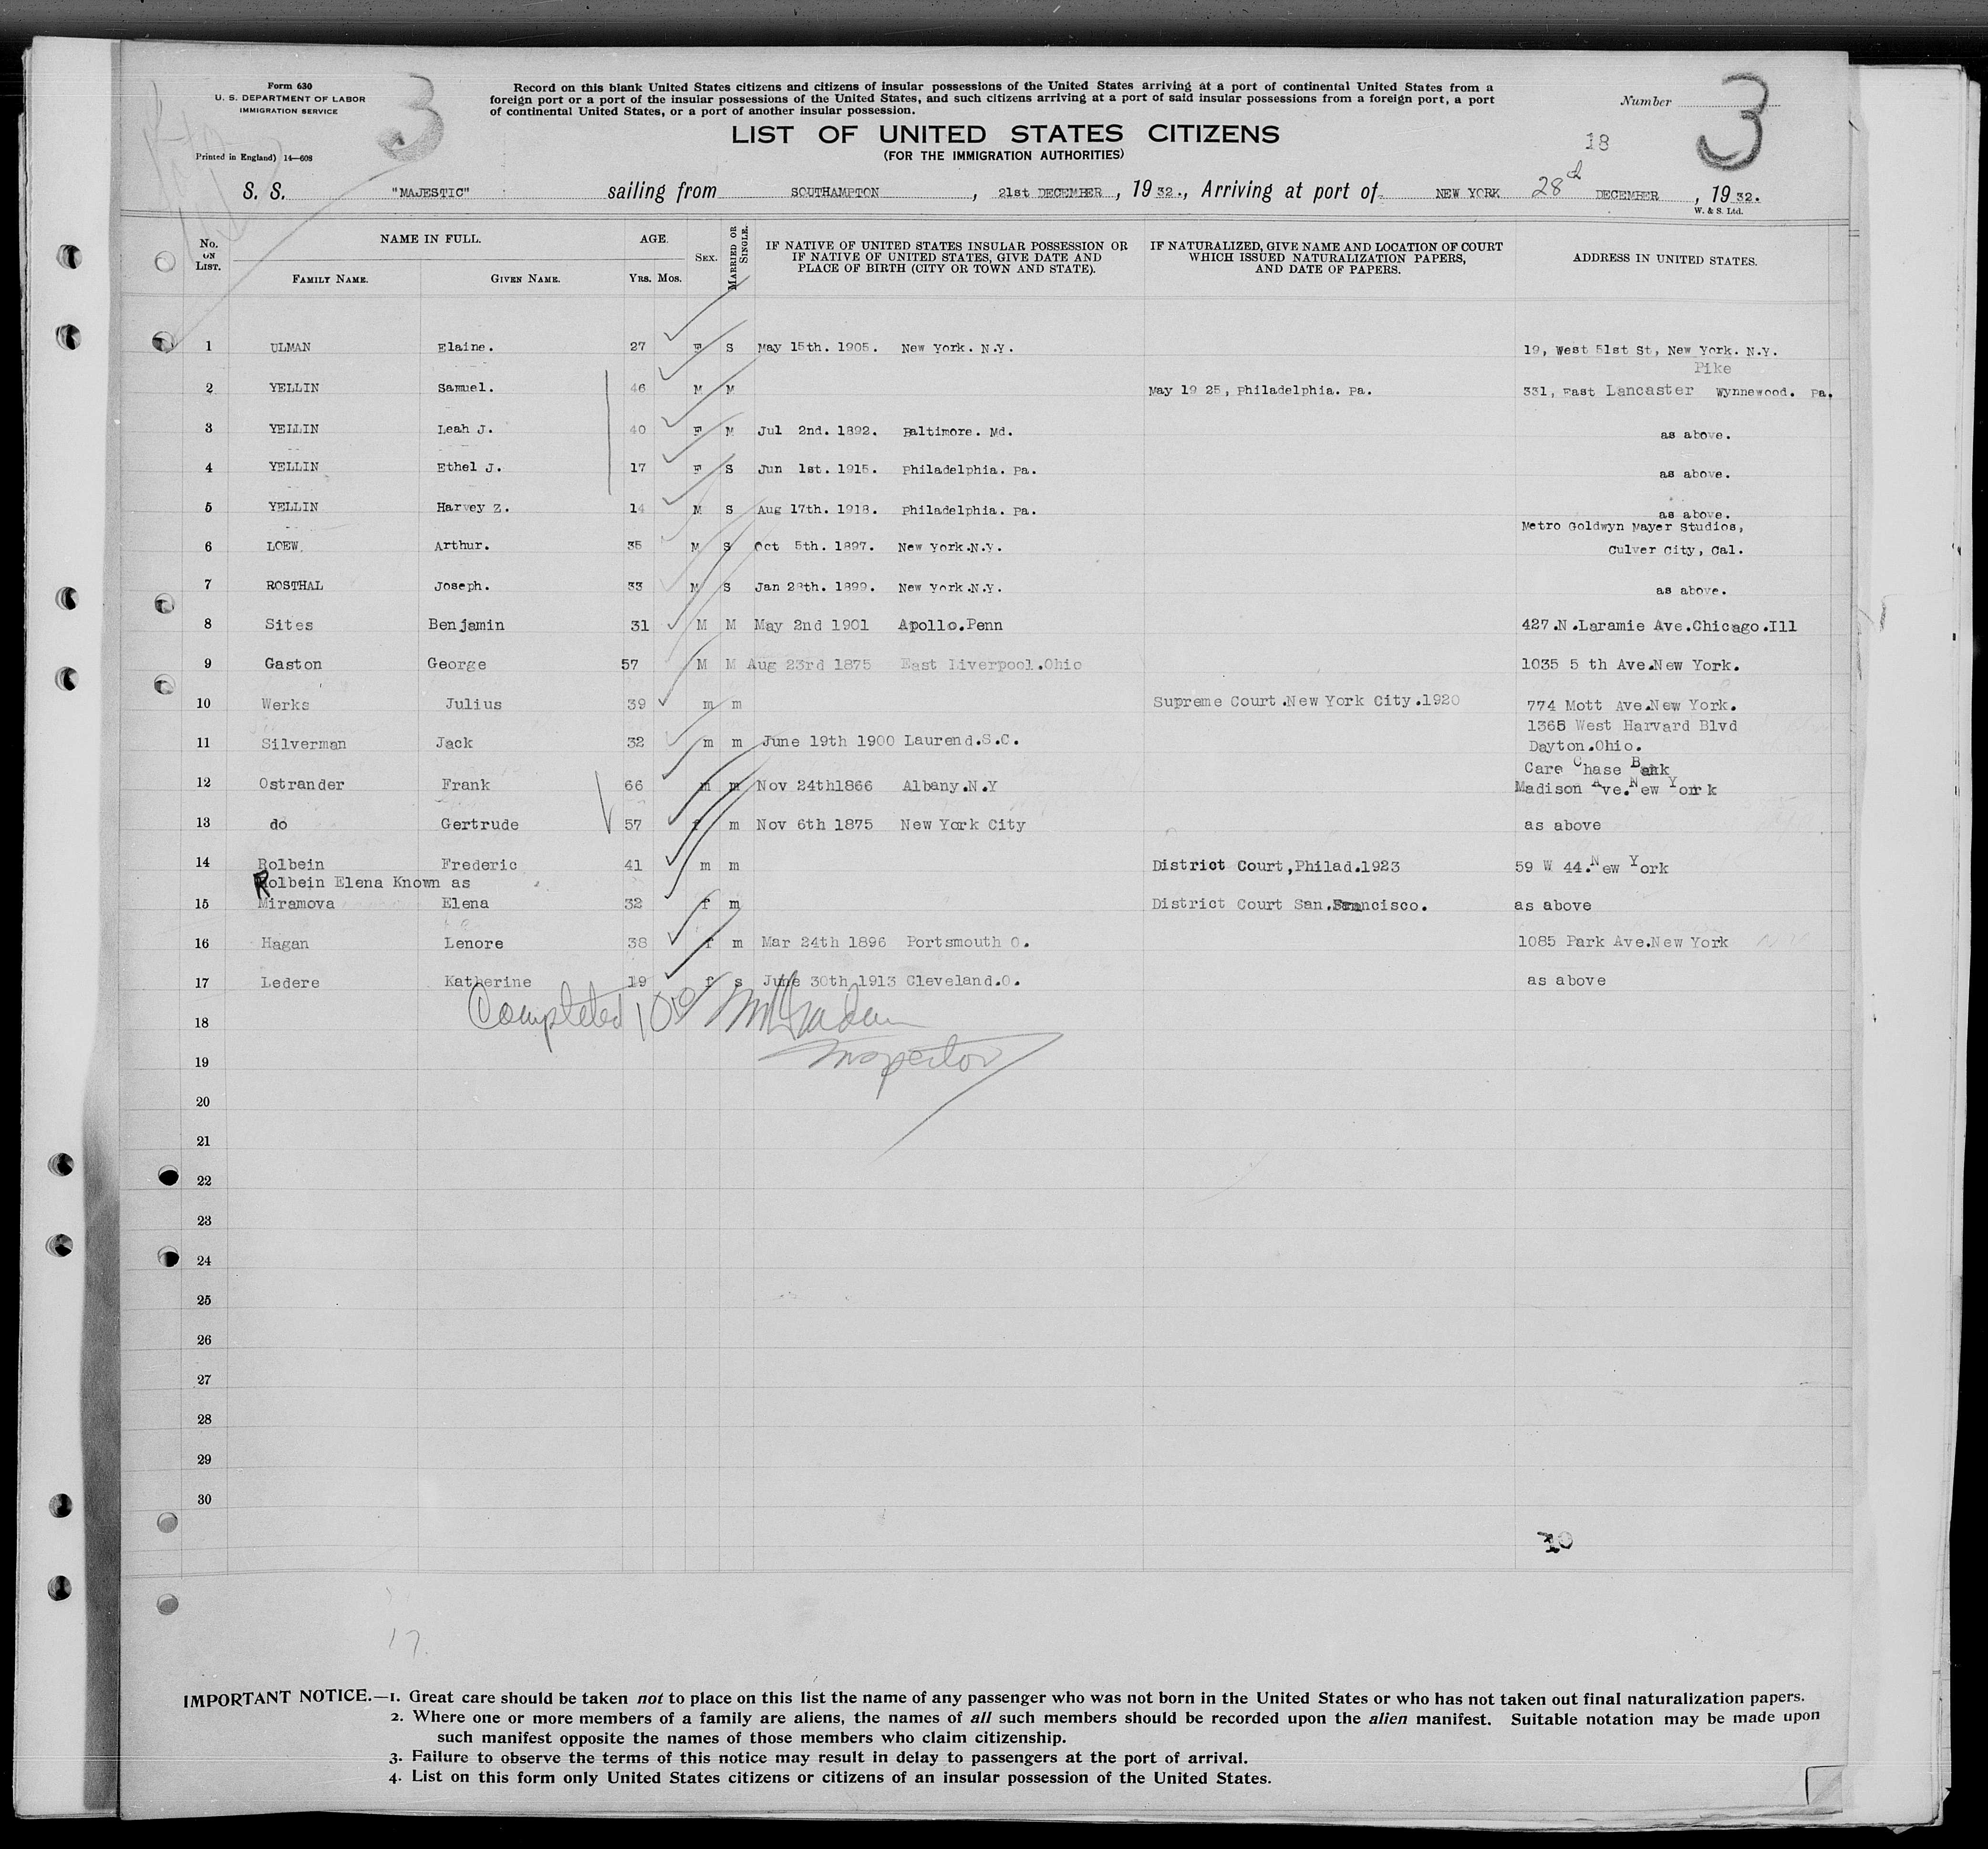 Form 630
U. S. DEPARTMENT OF LABOR
IMMIGRATION SERVICE
Printed in England) 14—608
3
Record on this blank United States citizens and citizens of insular possessions of the United States arriving at a port of continental United States from a
foreign port or a port of the insular possessions of the United States, and such citizens arriving at a port of said insular possessions from a foreign port, a port
of continental United States, or a port of another insular possession.
Number 3
LIST OF UNITED STATES CITIZENS
(FOR THE IMMIGRATION AUTHORITIES)
18
S. S. "MAJESTIC" sailing from SOUTHAMPTON, 21st DECEMBER, 19 32., Arriving at port of NEW YORK 28th DECEMBER, 19 32.
W. & S. Ltd.
No. ON LIST. NAME IN FULL. FAMILY NAME. GIVEN NAME. AGE. YRS. MOS. SEX. MARRIED OR SINGLE. IF NATIVE OF UNITED STATES INSULAR POSSESSION OR IF NATIVE OF UNITED STATES, GIVE DATE AND PLACE OF BIRTH (CITY OR TOWN AND STATE). IF NATURALIZED, GIVE NAME AND LOCATION OF COURT WHICH ISSUED NATURALIZATION PAPERS, AND DATE OF PAPERS. ADDRESS IN UNITED STATES.
1 ULMAN Elaine. 27 F S May 15th. 1905. New York. N.Y. 19, West 51st St, New York. N.Y.
Pike
2 YELLIN Samuel. 46 M M May 19 25, Philadelphia. Pa. 331, East Lancaster Wynnewood. Pa.
3 YELLIN Leah J. 40 F M Jul 2nd. 1892. Baltimore. Md. as above.
4 YELLIN Ethel J. 17 F S Jun 1st. 1915. Philadelphia. Pa. as above.
5 YELLIN Harvey Z. 14 M S Aug 17th. 1918. Philadelphia. Pa. as above.
Metro Goldwyn Mayer Studios,
6 LOEW. Arthur. 35 M S Oct 5th. 1897. New York.N.Y. Culver City, Cal.
7 ROSTHAL Joseph. 33 M S Jan 28th. 1899. New York.N.Y. as above.
8 Sites Benjamin 31 M M May 2nd 1901 Apollo.Penn 427.N.Laramie Ave.Chicago.Ill
9 Gaston George 57 M M Aug 23rd 1875 East Liverpool.Ohio 1035 5 th Ave.New York.
10 Werks Julius 39 m m Supreme Court.New York City.1920 774 Mott Ave.New York.
1365 West Harvard Blvd
11 Silverman Jack 32 m m June 19th 1900 Laurend.S.C. Dayton.Ohio.
Care Chase Bank
12 Ostrander Frank 66 m m Nov 24th1866 Albany.N.Y Madison Ave.New York
13 do Gertrude 57 f m Nov 6th 1875 New York City as above
14 Rolbein Frederic 41 m m District Court,Philad.1923 59 W 44.New York
Rolbein Elena Known as
15 Miramova Elena 32 f m District Court San.Francisco. as above
16 Hagan Lenore 38 f m Mar 24th 1896 Portsmouth O. 1085 Park Ave.New York
17 Ledere Katherine 19 f s June 30th 1913 Cleveland.O. as above
Completed
18
Inspector
19
20
21
22
23
24
25
26
27
28
29
30
10
17.
IMPORTANT NOTICE.—1. Great care should be taken not to place on this list the name of any passenger who was not born in the United States or who has not taken out final naturalization papers.
2. Where one or more members of a family are aliens, the names of all such members should be recorded upon the alien manifest. Suitable notation may be made upon
such manifest opposite the names of those members who claim citizenship.
3. Failure to observe the terms of this notice may result in delay to passengers at the port of arrival.
4. List on this form only United States citizens or citizens of an insular possession of the United States.